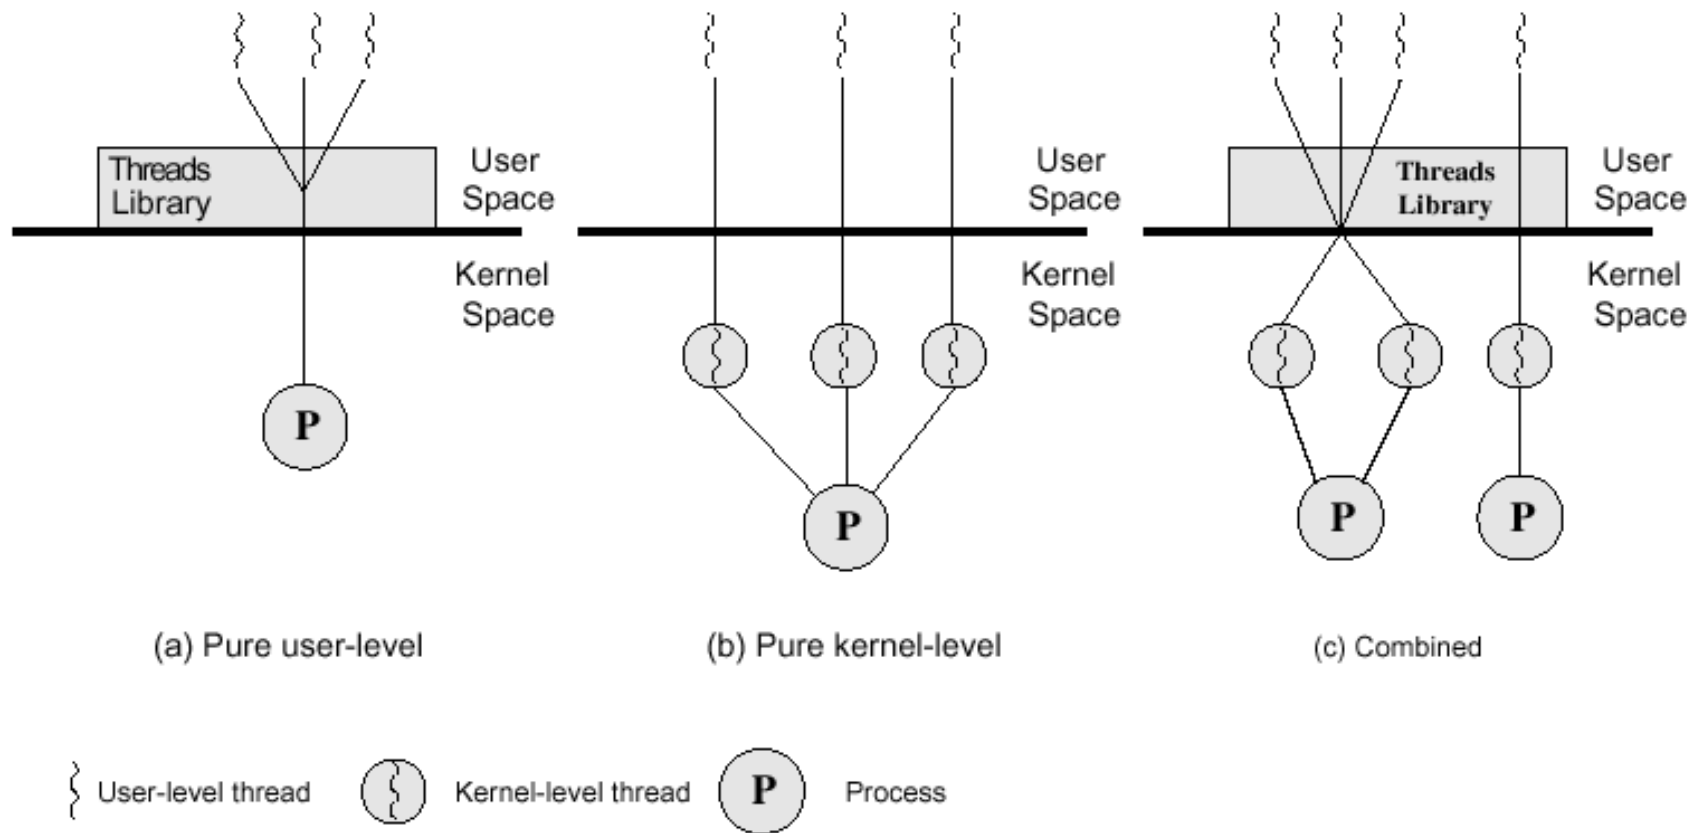 Threads
Library
User
Space
Kernel
Space
P
(a) Pure user-level
User
Space
Kernel
Space
P
(b) Pure kernel-level
Threads
Library
User
Space
Kernel
Space
P
P
(c) Combined
User-level thread
Kernel-level thread
P
Process